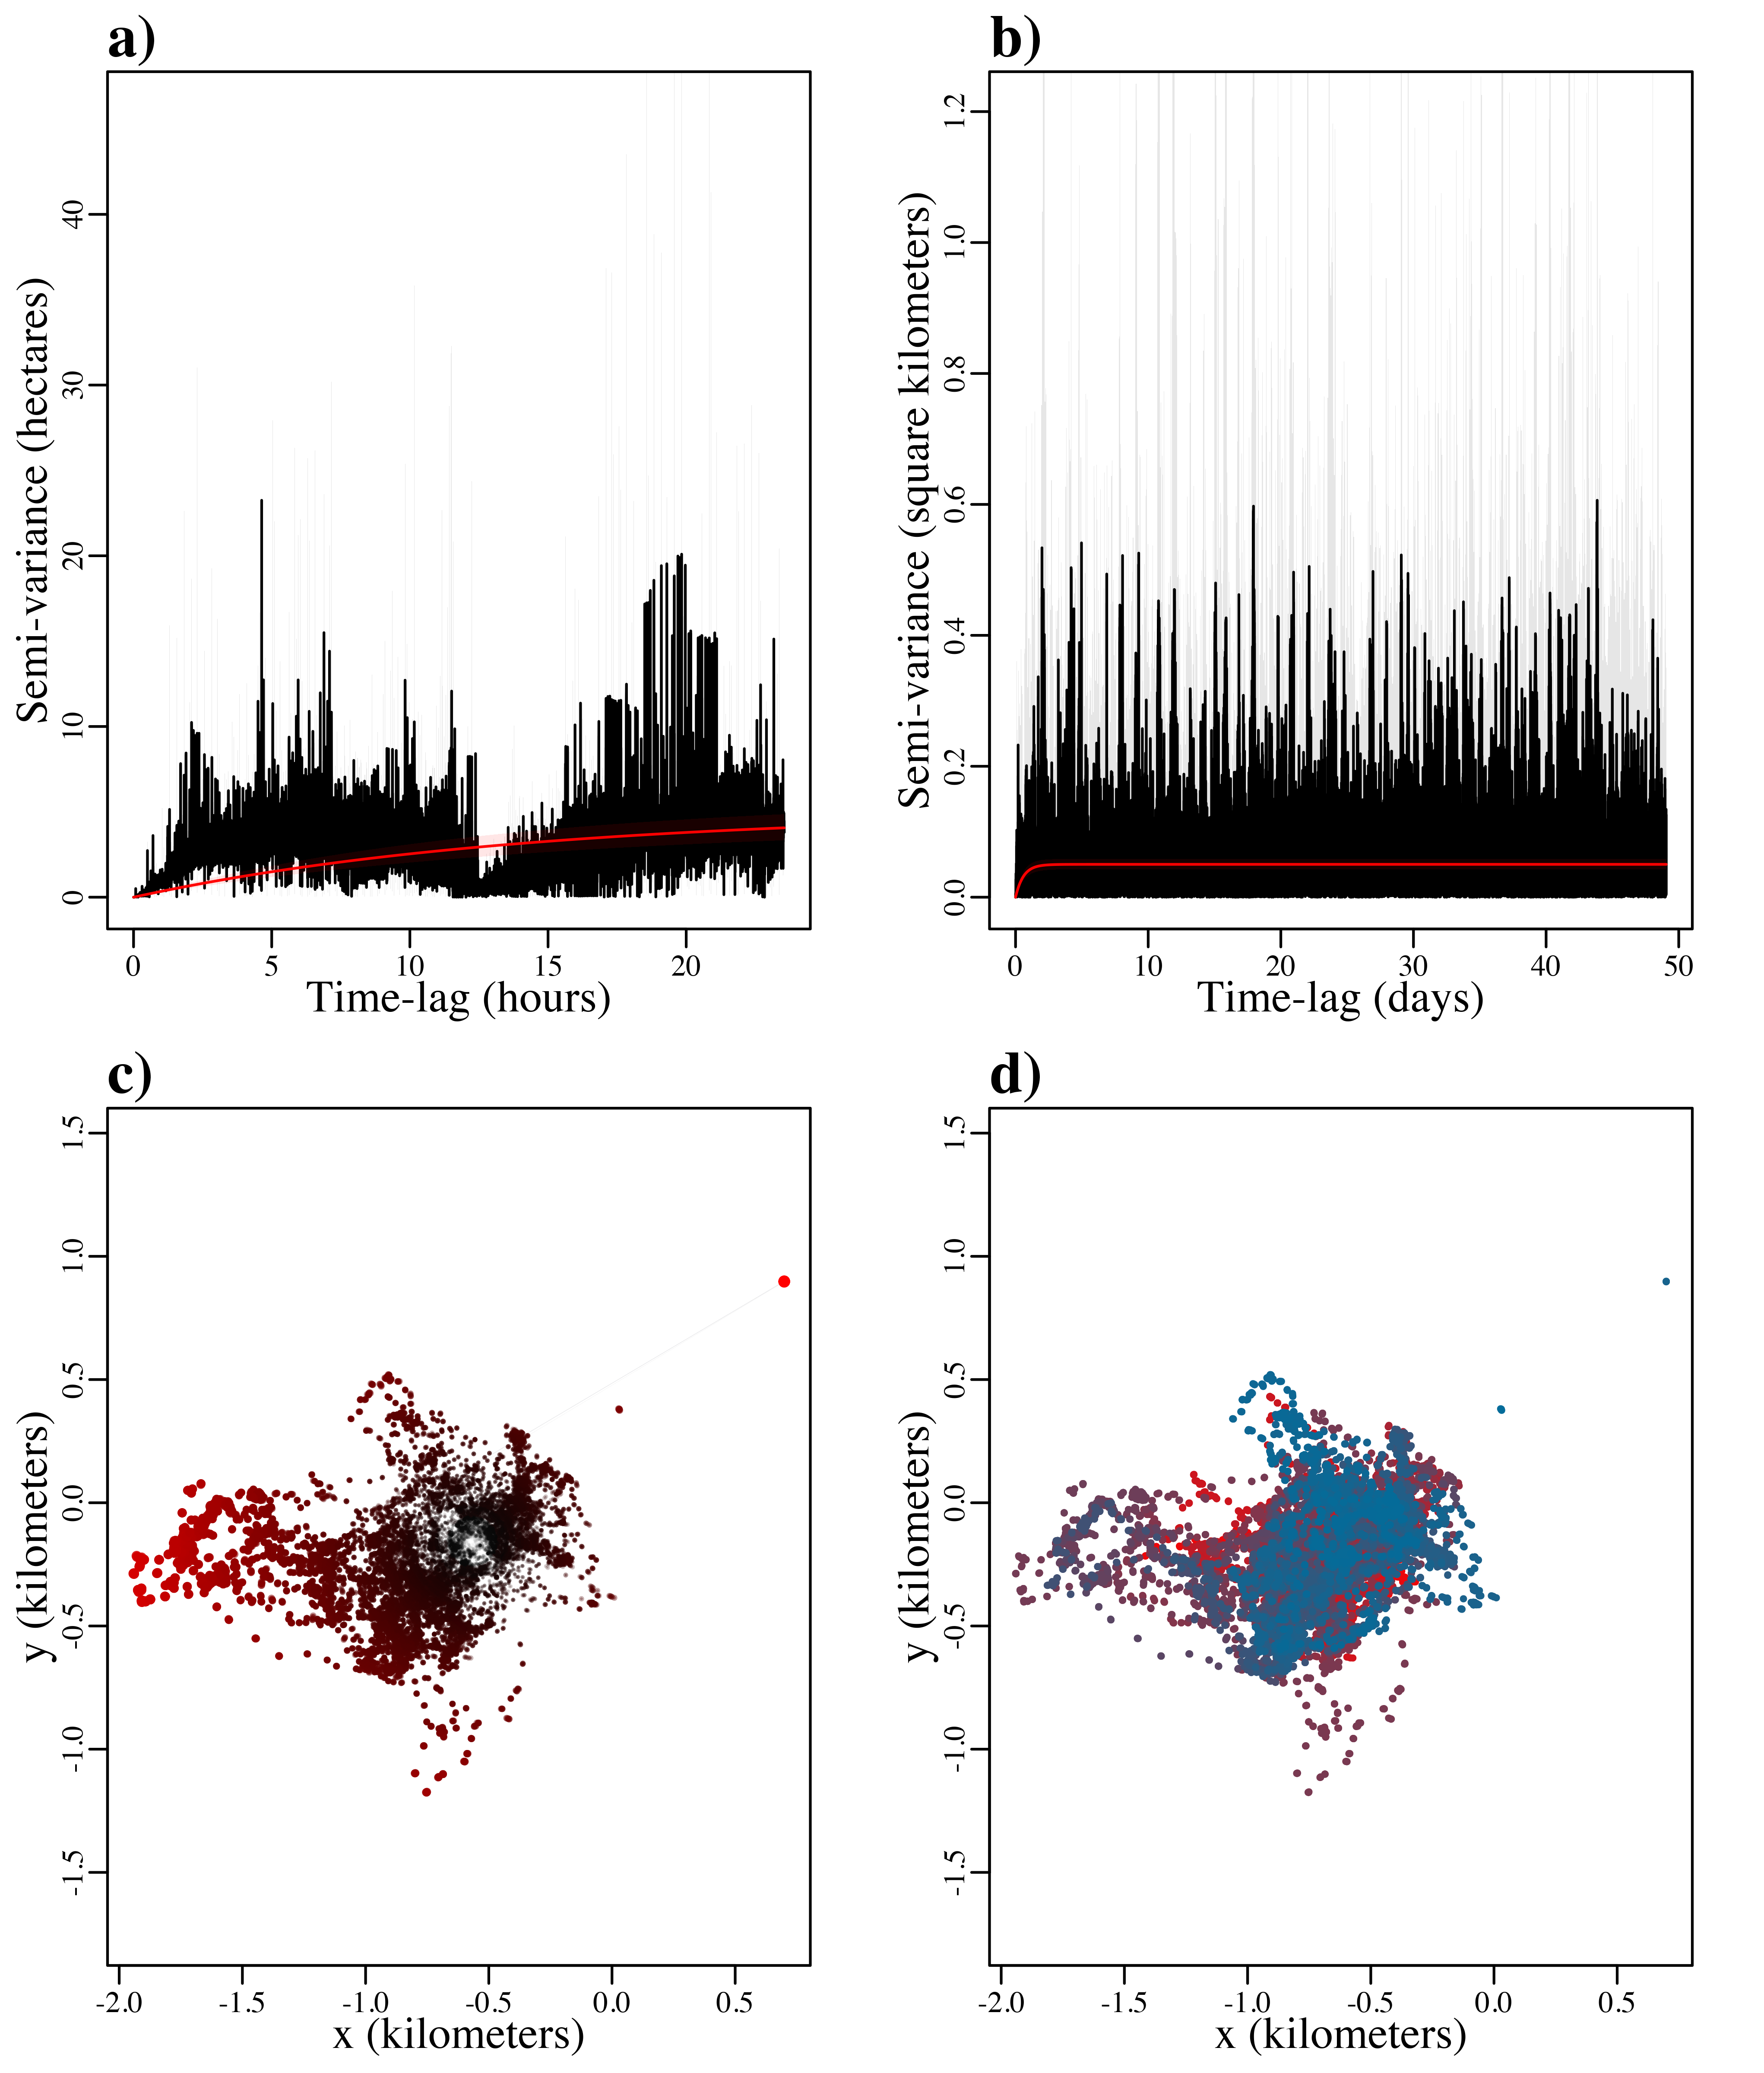 a)
Semi-variance (hectares)
0 10 20 30 40
0 5 10 15 20
Time-lag (hours)
b)
Semi-variance (square kilometers)
0.0 0.2 0.4 0.6 0.8 1.0 1.2
0 10 20 30 40 50
Time-lag (days)
c)
y (kilometers)
-1.5 -1.0 -0.5 0.0 0.5 1.0 1.5
-2.0 -1.5 -1.0 -0.5 0.0 0.5
x (kilometers)
d)
y (kilometers)
-1.5 -1.0 -0.5 0.0 0.5 1.0 1.5
-2.0 -1.5 -1.0 -0.5 0.0 0.5
x (kilometers)